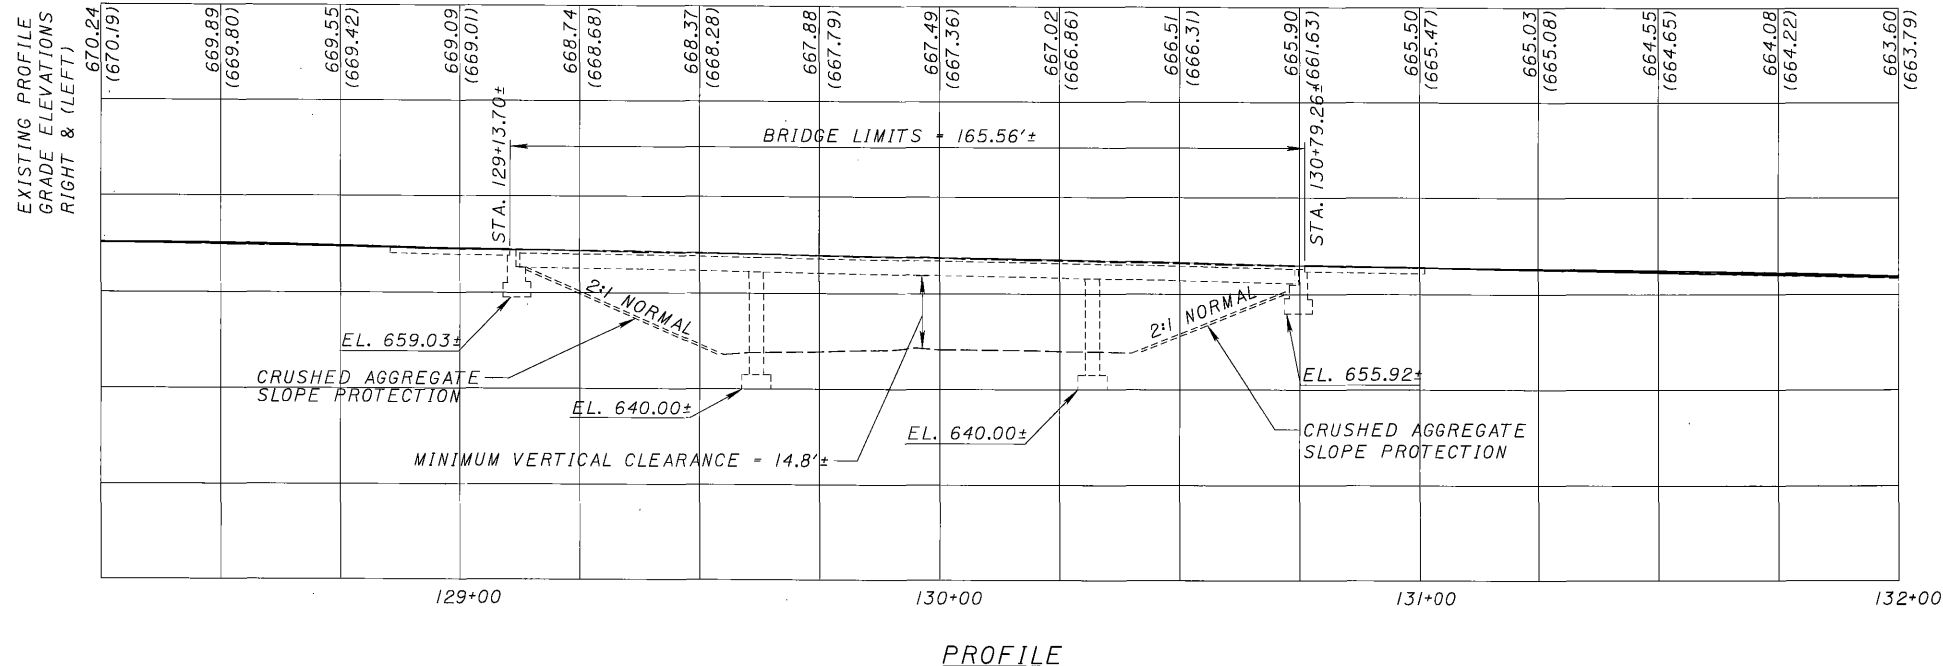 EXISTING PROFILE
GRADE ELEVATIONS
RIGHT & (LEFT)
670.24
(670.19)
669.89
(669.80)
669.55
(669.42)
669.09
(669.01)
668.74
(668.68)
668.37
(668.28)
667.88
(667.79)
667.49
(667.36)
667.02
(666.86)
666.51
(666.31)
665.90
(661.63)
665.50
(665.47)
665.03
(665.08)
664.55
(664.65)
664.08
(664.22)
663.60
(663.79)
STA. 129+13.70±
BRIDGE LIMITS = 165.56'±
STA. 130+79.26±
2:1 NORMAL
2:1 NORMAL
EL. 659.03±
CRUSHED AGGREGATE
SLOPE PROTECTION
EL. 640.00±
EL. 655.92±
EL. 640.00±
CRUSHED AGGREGATE
SLOPE PROTECTION
MINIMUM VERTICAL CLEARANCE = 14.8'±
129+00
130+00
131+00
132+00
PROFILE